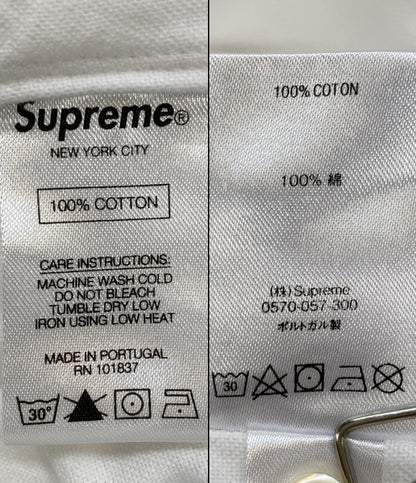 Supreme®
NEW YORK CITY
100% COTTON
CARE INSTRUCTIONS:
MACHINE WASH COLD
DO NOT BLEACH
TUMBLE DRY LOW
IRON USING LOW HEAT
MADE IN PORTUGAL
RN 101837
30°
100% COTON
100% 綿
(株) Supreme
0570-057-300
ポルトガル製
30